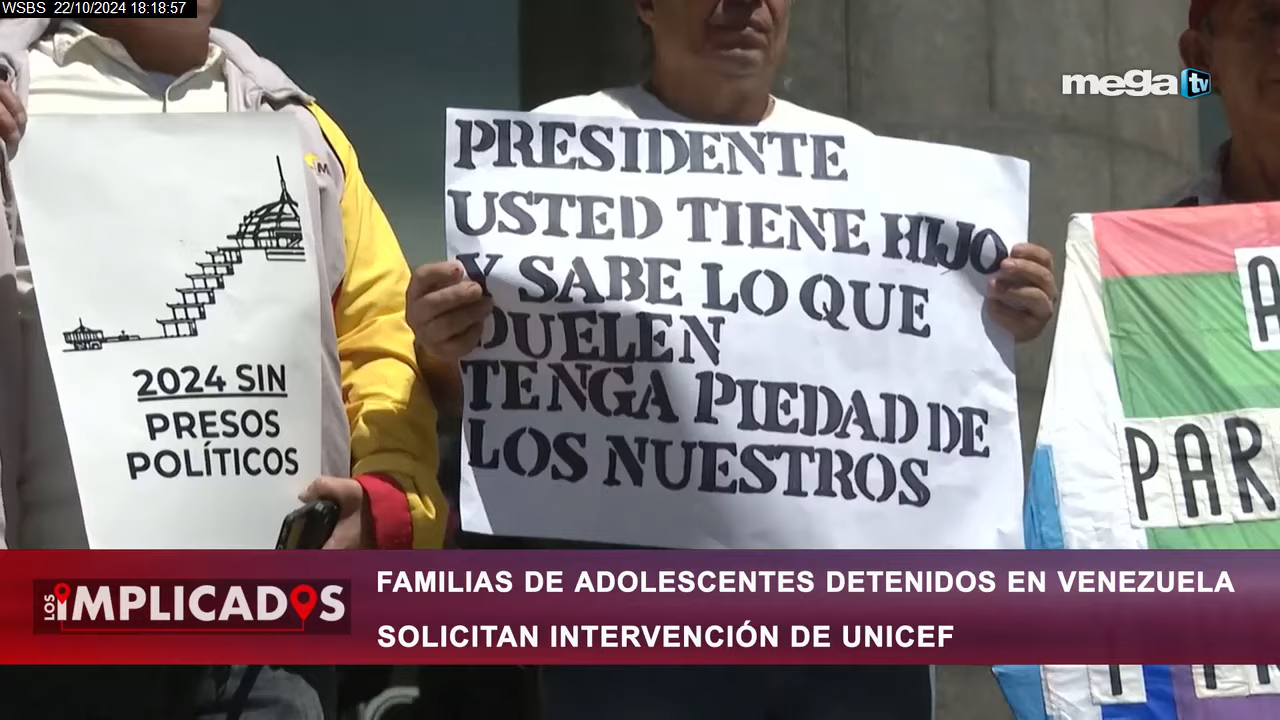 WSBS 22/10/2024 18:18:57
mega tv
M
PRESIDENTE
USTED TIENE HIJO
Y SABE LO QUE
DUELEN
TENGA PIEDAD DE
LOS NUESTROS
2024 SIN
PRESOS
POLÍTICOS
A
PAR
LOS IMPLICADOS
FAMILIAS DE ADOLESCENTES DETENIDOS EN VENEZUELA
SOLICITAN INTERVENCIÓN DE UNICEF